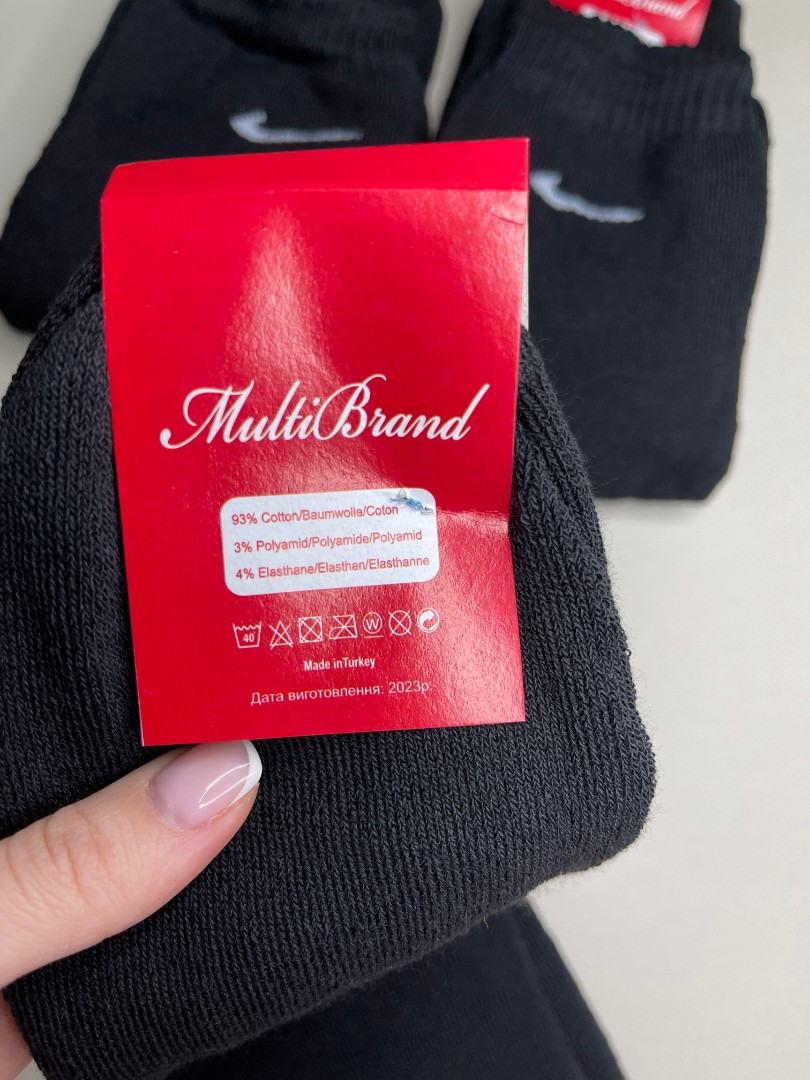 MultiBrand
93% Cotton/Baumwolle/Coton
3% Polyamid/Polyamide/Polyamid
4% Elasthane/Elasthan/Elasthanne
40
W
Made inTurkey
Дата виготовлення: 2023р.